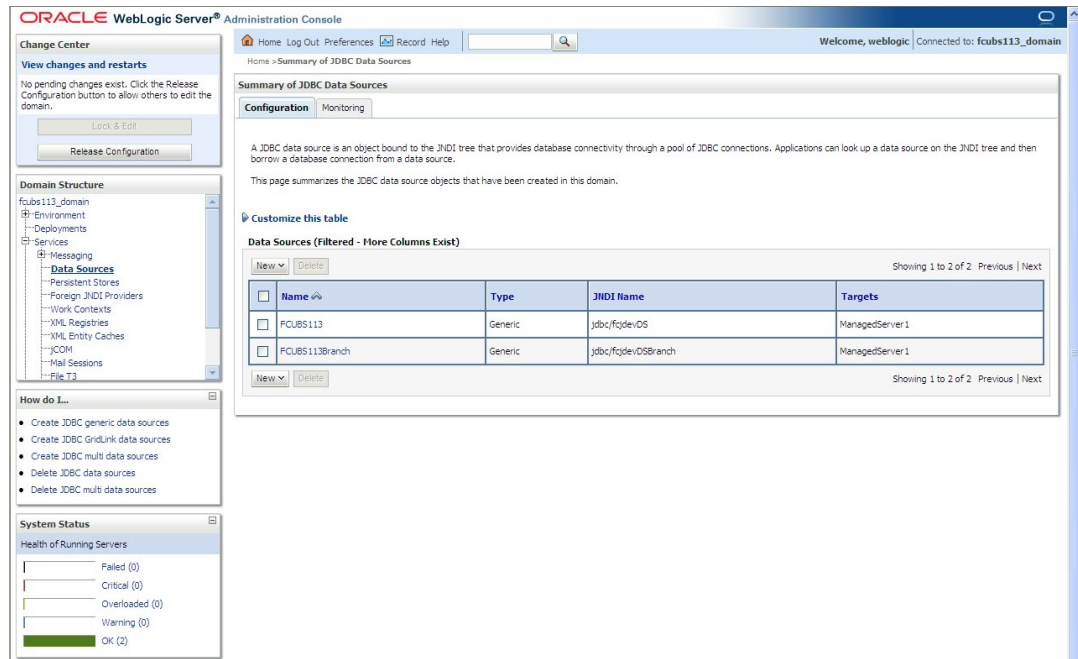 ORACLE WebLogic Server® Administration Console
Change Center
View changes and restarts
No pending changes exist. Click the Release
Configuration button to allow others to edit the
domain.
Lock & Edit
Release Configuration
Domain Structure
fcubs113_domain
Environment
Deployments
Services
Messaging
Data Sources
Persistent Stores
Foreign JNDI Providers
Work Contexts
XML Registries
XML Entity Caches
jCOM
Mail Sessions
File T3
How do I...
Create JDBC generic data sources
Create JDBC GridLink data sources
Create JDBC multi data sources
Delete JDBC data sources
Delete JDBC multi data sources
System Status
Health of Running Servers
Failed (0)
Critical (0)
Overloaded (0)
Warning (0)
OK (2)
Home Log Out Preferences Record Help
Welcome, weblogic Connected to: fcubs113_domain
Home >Summary of JDBC Data Sources
Summary of JDBC Data Sources
Configuration Monitoring
A JDBC data source is an object bound to the JNDI tree that provides database connectivity through a pool of JDBC connections. Applications can look up a data source on the JNDI tree and then
borrow a database connection from a data source.
This page summarizes the JDBC data source objects that have been created in this domain.
Customize this table
Data Sources (Filtered - More Columns Exist)
New Delete Showing 1 to 2 of 2 Previous | Next
Name Type JNDI Name Targets
FCUBS113 Generic jdbc/fcjdevDS ManagedServer1
FCUBS113Branch Generic jdbc/fcjdevDSBranch ManagedServer1
New Delete Showing 1 to 2 of 2 Previous | Next